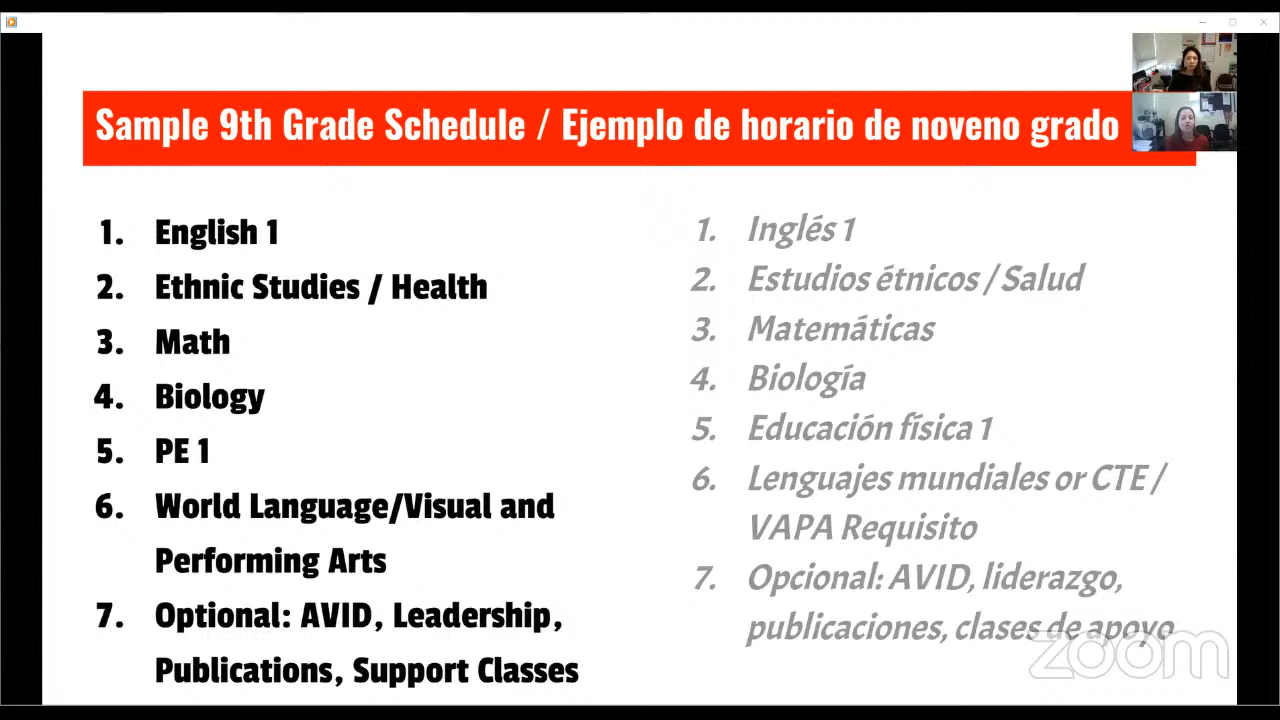 Sample 9th Grade Schedule / Ejemplo de horario de noveno grado
1. English 1
2. Ethnic Studies / Health
3. Math
4. Biology
5. PE 1
6. World Language/Visual and
Performing Arts
7. Optional: AVID, Leadership,
Publications, Support Classes
1. Inglés 1
2. Estudios étnicos / Salud
3. Matemáticas
4. Biología
5. Educación física 1
6. Lenguajes mundiales or CTE /
VAPA Requisito
7. Opcional: AVID, liderazgo,
publicaciones, clases de apoyo
zoom